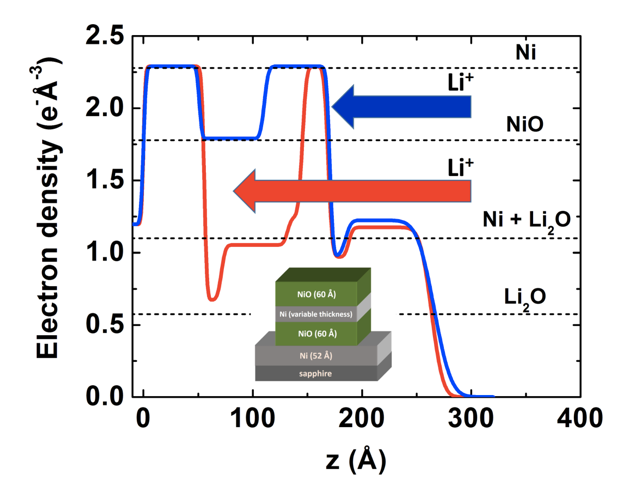 2.5
2.0
1.5
1.0
0.5
0.0
Electron density (e⁻Å⁻³)
Ni
Li⁺
NiO
Li⁺
Ni + Li₂O
Li₂O
NiO (60 Å)
Ni (variable thickness)
NiO (60 Å)
Ni (52 Å)
sapphire
0
100
200
300
400
z (Å)